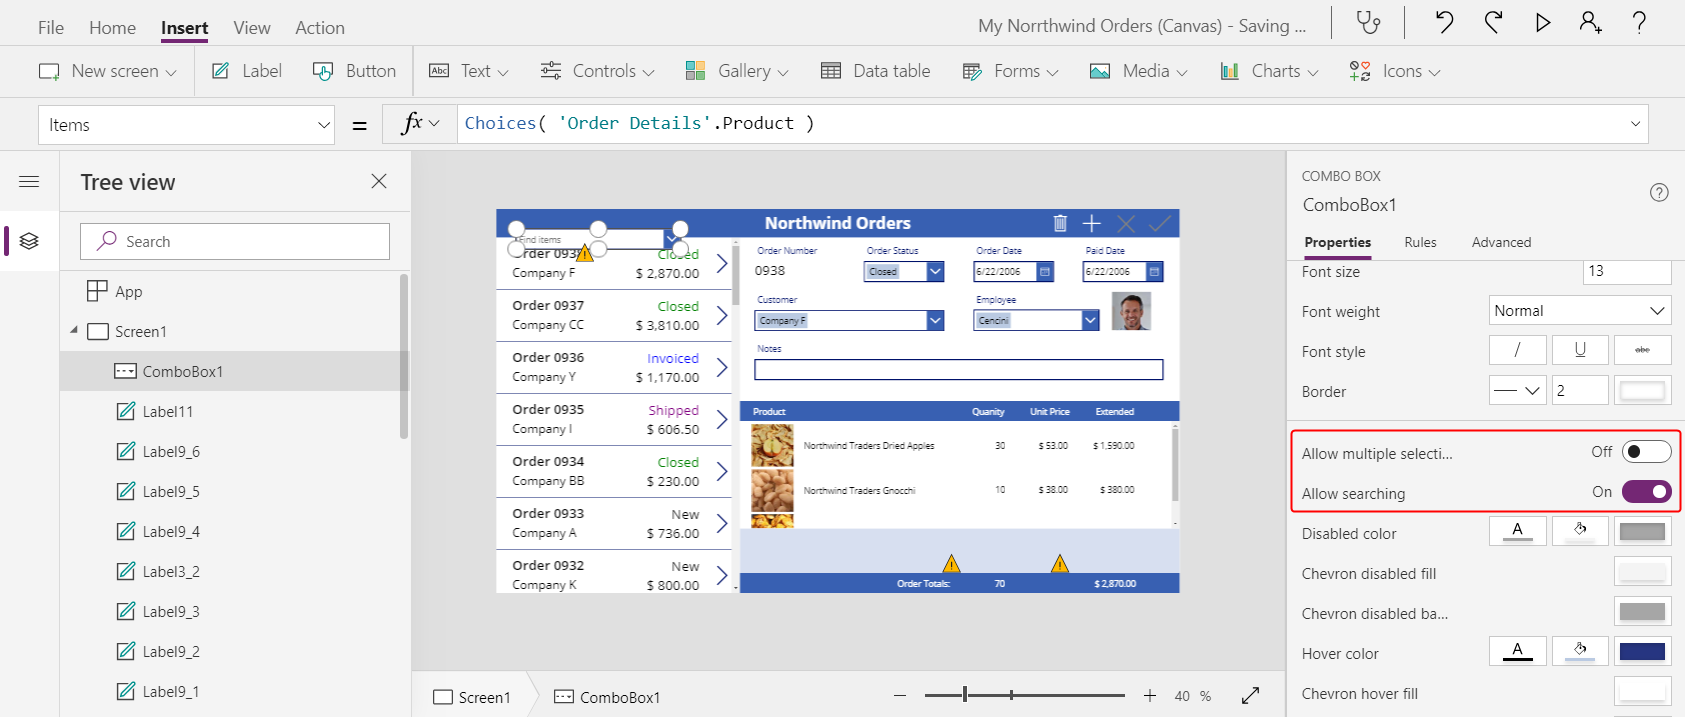 File Home Insert View Action
My Norrthwind Orders (Canvas) - Saving ...
New screen Label Button Abc Text Controls Gallery Data table Forms Media Charts Icons
Items = fx Choices( 'Order Details'.Product )
Tree view
Search
App
Screen1
ComboBox1
Label11
Label9_6
Label9_5
Label9_4
Label3_2
Label9_3
Label9_2
Label9_1
Northwind Orders
Find items
Order 0938 Closed
Company F $ 2,870.00
Order 0937 Closed
Company CC $ 3,810.00
Order 0936 Invoiced
Company Y $ 1,170.00
Order 0935 Shipped
Company I $ 606.50
Order 0934 Closed
Company BB $ 230.00
Order 0933 New
Company A $ 736.00
Order 0932 New
Company K $ 800.00
Order Number Order Status Order Date Paid Date
0938 Closed 6/22/2006 6/22/2006
Customer Employee
Company F Cencini
Notes
Product Quanity Unit Price Extended
Northwind Traders Dried Apples 30 $ 53.00 $ 1,590.00
Northwind Traders Gnocchi 10 $ 38.00 $ 380.00
Order Totals: 70 $ 2,870.00
Screen1 ComboBox1
40 %
COMBO BOX
ComboBox1
Properties Rules Advanced
Font size 13
Font weight Normal
Font style / U abc
Border 2
Allow multiple selecti... Off
Allow searching On
Disabled color A
Chevron disabled fill
Chevron disabled ba...
Hover color A
Chevron hover fill